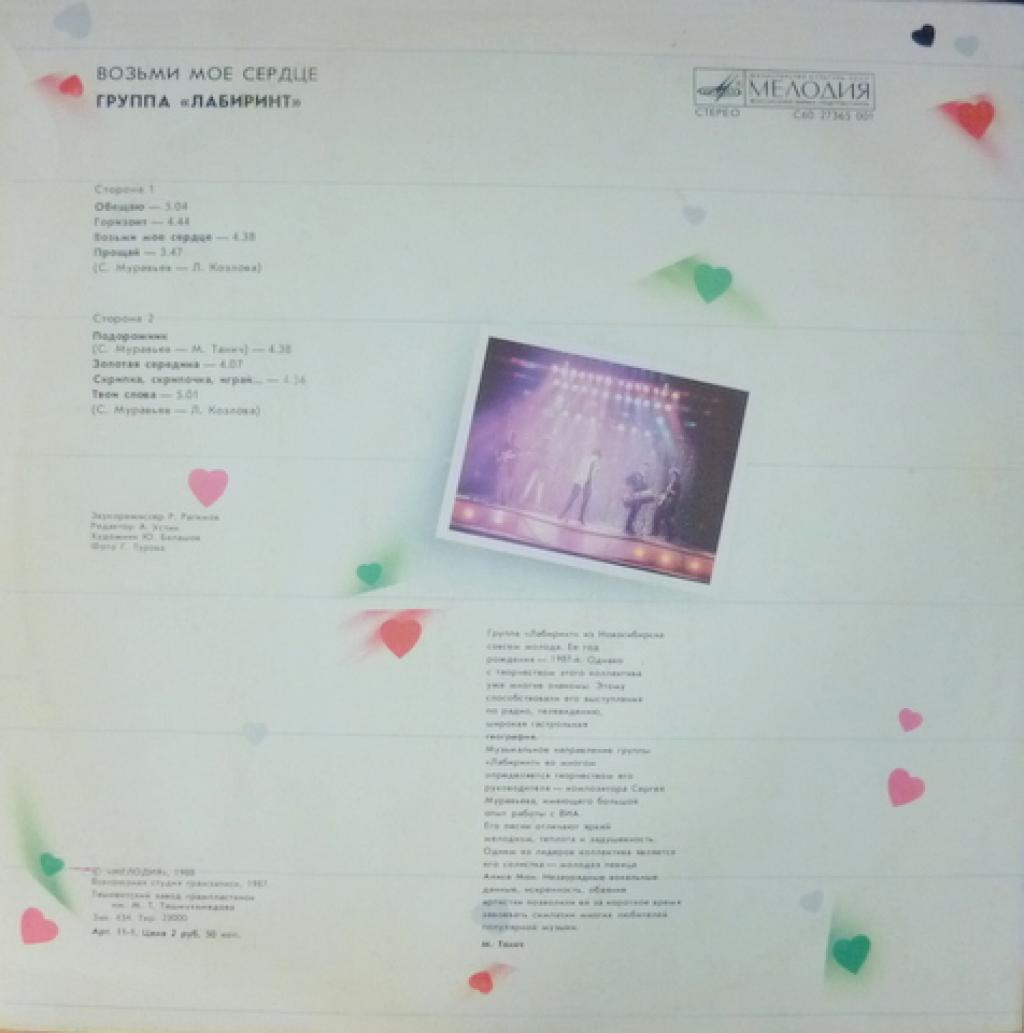 ВОЗЬМИ МОЕ СЕРДЦЕ
ГРУППА «ЛАБИРИНТ»
МЕЛОДИЯ
СТЕРЕО С60 27365 001
Сторона 1
Обещаю — 5.04
Горизонт — 4.44
Возьми мое сердце — 4.38
Прощай — 3.47
(С. Муравьев — Л. Козлова)
Сторона 2
Подорожник
(С. Муравьев — М. Танич) — 4.38
Золотая середина — 4.07
Скрипка, скрипочка, играй... — 4.36
Твои слова — 5.01
(С. Муравьев — Л. Козлова)
Звукорежиссер Р. Рагимов
Редактор А. Устин
Художник Ю. Балашов
Фото Г. Турова
Группа «Лабиринт» из Новосибирска
совсем молода. Ее год
рождения — 1987-й. Однако
с творчеством этого коллектива
уже многие знакомы. Этому
способствовали его выступления
по радио, телевидению,
широкая гастрольная
география.
Музыкальное направление группы
«Лабиринт» во многом
определяется творчеством его
руководителя — композитора Сергея
Муравьева, имеющего большой
опыт работы с ВИА.
Его песни отличают яркий
мелодизм, теплота и задушевность.
Одним из лидеров коллектива является
его солистка — молодая певица
Алиса Мон. Незаурядные вокальные
данные, искренность, обаяние
артистки позволили ей за короткое время
завоевать симпатии многих любителей
популярной музыки.
М. Танич
© «МЕЛОДИЯ», 1988
Всесоюзная студия грамзаписи, 1987
Ташкентский завод грампластинок
им. М. Т. Ташмухамедова
Зак. 434. Тир. 23000
Арт. 11-1. Цена 2 руб. 50 коп.